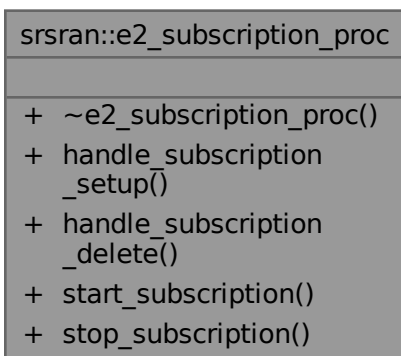 srsran::e2_subscription_proc
+ ~e2_subscription_proc()
+ handle_subscription
_setup()
+ handle_subscription
_delete()
+ start_subscription()
+ stop_subscription()